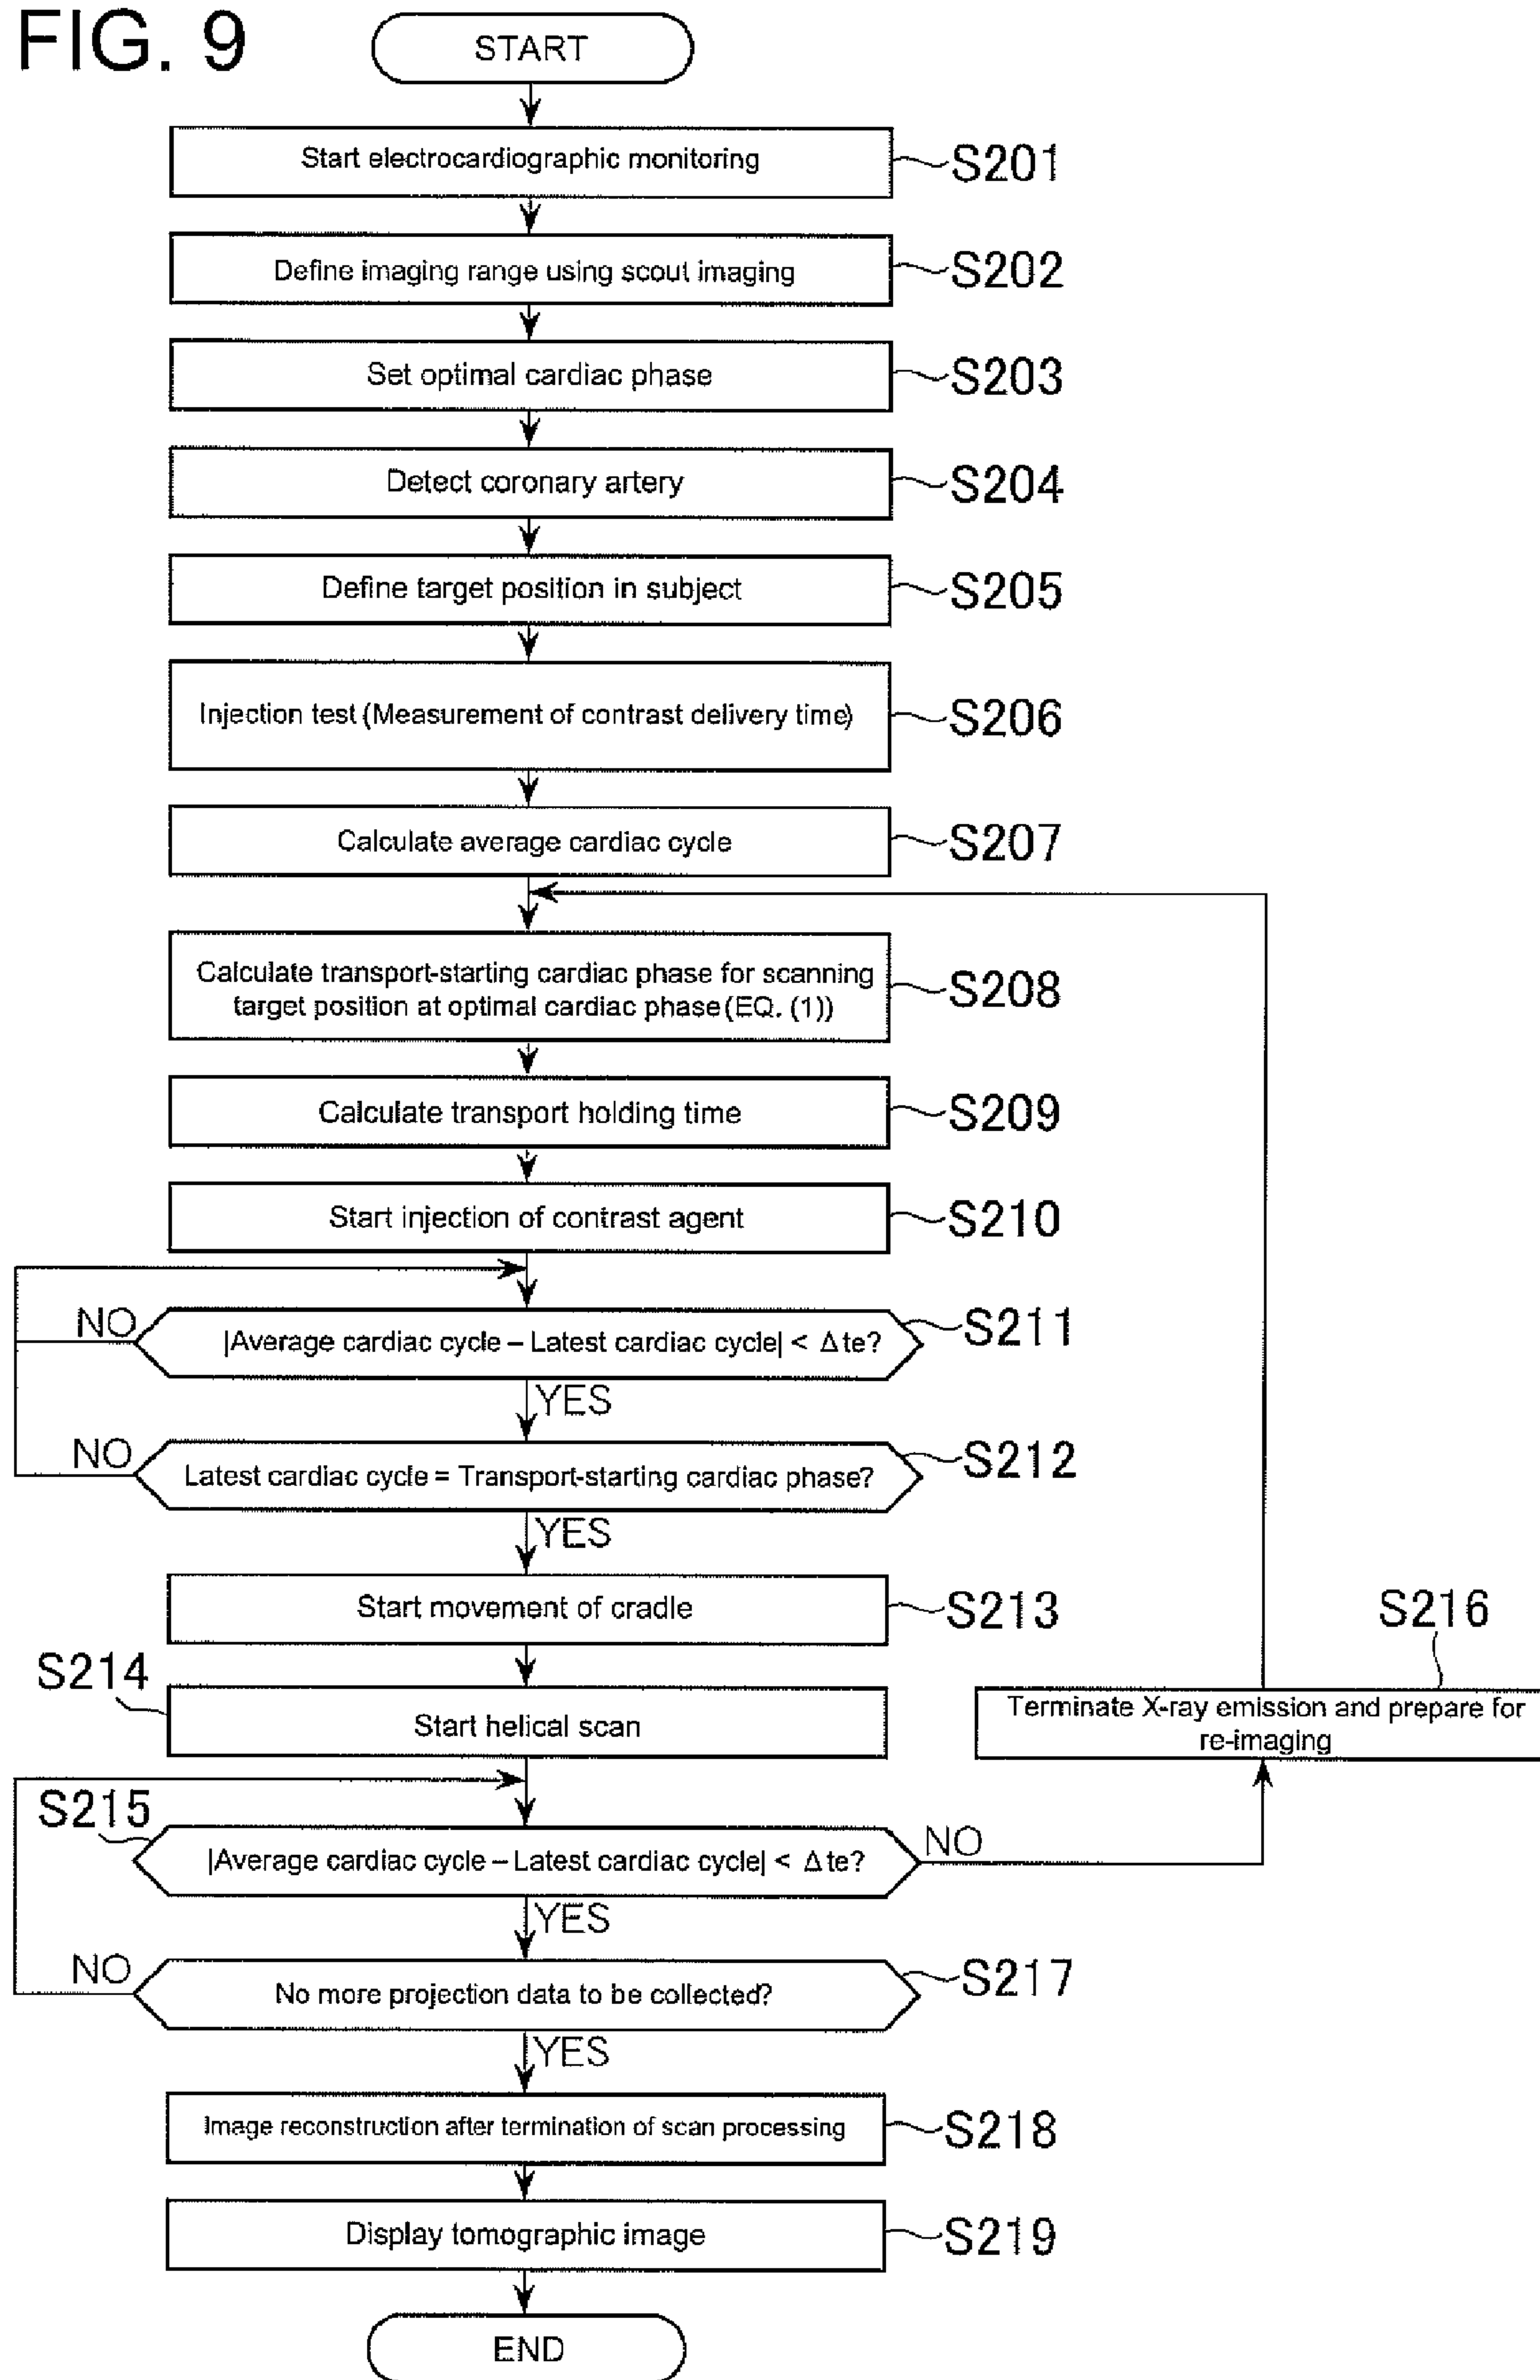 FIG. 9
START
Start electrocardiographic monitoring
S201
Define imaging range using scout imaging
S202
Set optimal cardiac phase
S203
Detect coronary artery
S204
Define target position in subject
S205
Injection test (Measurement of contrast delivery time)
S206
Calculate average cardiac cycle
S207
Calculate transport-starting cardiac phase for scanning
target position at optimal cardiac phase (EQ. (1))
S208
Calculate transport holding time
S209
Start injection of contrast agent
S210
NO
|Average cardiac cycle – Latest cardiac cycle| < Δte?
S211
YES
NO
Latest cardiac cycle = Transport-starting cardiac phase?
S212
YES
Start movement of cradle
S213
S214
Start helical scan
S216
Terminate X-ray emission and prepare for
re-imaging
S215
|Average cardiac cycle – Latest cardiac cycle| < Δte?
NO
YES
NO
No more projection data to be collected?
S217
YES
Image reconstruction after termination of scan processing
S218
Display tomographic image
S219
END